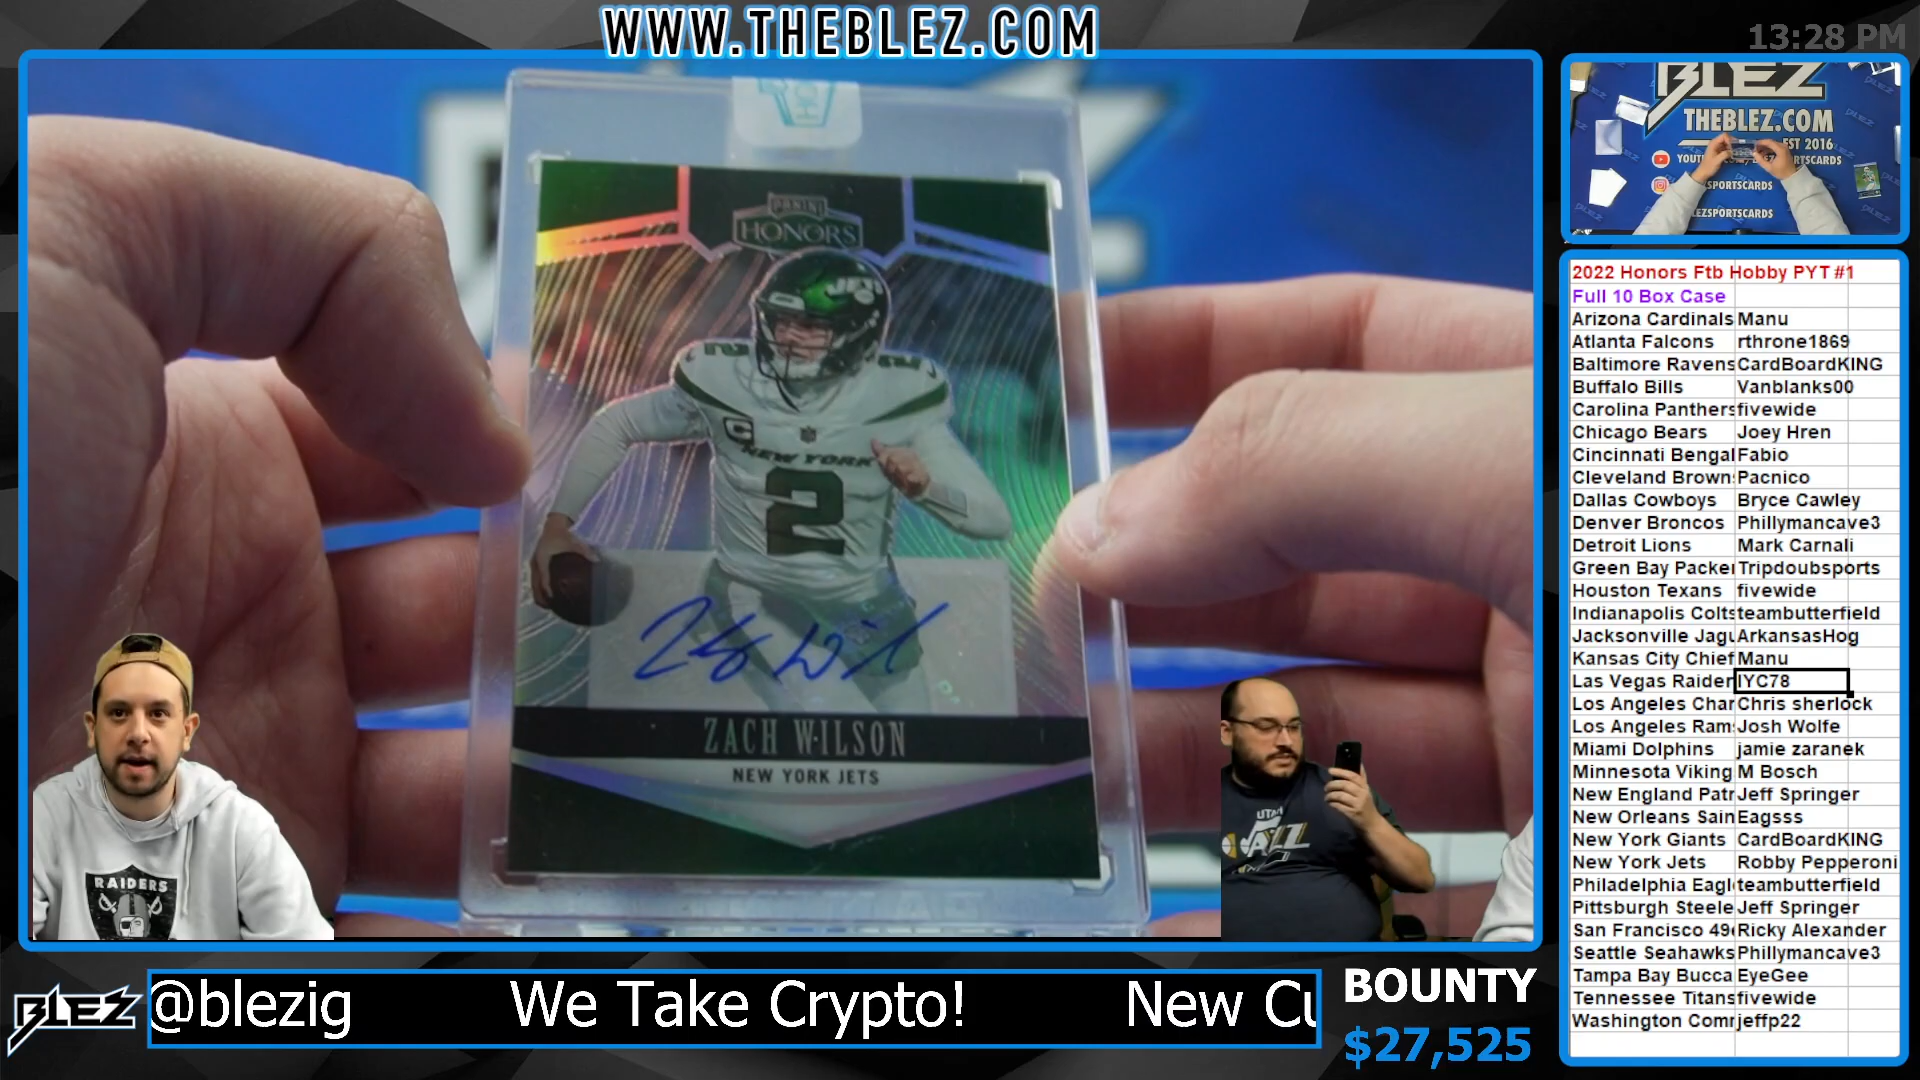 WWW.THEBLEZ.COM
13:28 PM
PANINI
HONORS
JETS
2
2
C
NEW YORK
2
ZACH WILSON
NEW YORK JETS
RAIDERS
UTAH
JAZZ
BLEZ
THEBLEZ.COM
EST 2016
SPORTSCARDS
LEZSPORTSCARDS
2022 Honors Ftb Hobby PYT #1
Full 10 Box Case
Arizona Cardinals Manu
Atlanta Falcons rthrone1869
Baltimore Ravens CardBoardKING
Buffalo Bills Vanblanks00
Carolina Panthers fivewide
Chicago Bears Joey Hren
Cincinnati Bengal Fabio
Cleveland Brown Pacnico
Dallas Cowboys Bryce Cawley
Denver Broncos Phillymancave3
Detroit Lions Mark Carnali
Green Bay Packer Tripdoubsports
Houston Texans fivewide
Indianapolis Colts teambutterfield
Jacksonville Jagu ArkansasHog
Kansas City Chief Manu
Las Vegas Raider IYC78
Los Angeles Char Chris sherlock
Los Angeles Ram Josh Wolfe
Miami Dolphins jamie zaranek
Minnesota Viking M Bosch
New England Patr Jeff Springer
New Orleans Sain Eagsss
New York Giants CardBoardKING
New York Jets Robby Pepperoni
Philadelphia Eagl teambutterfield
Pittsburgh Steele Jeff Springer
San Francisco 49 Ricky Alexander
Seattle Seahawks Phillymancave3
Tampa Bay Bucca EyeGee
Tennessee Titans fivewide
Washington Com jeffp22
BLEZ
@blezig We Take Crypto! New Cu
BOUNTY
$27,525